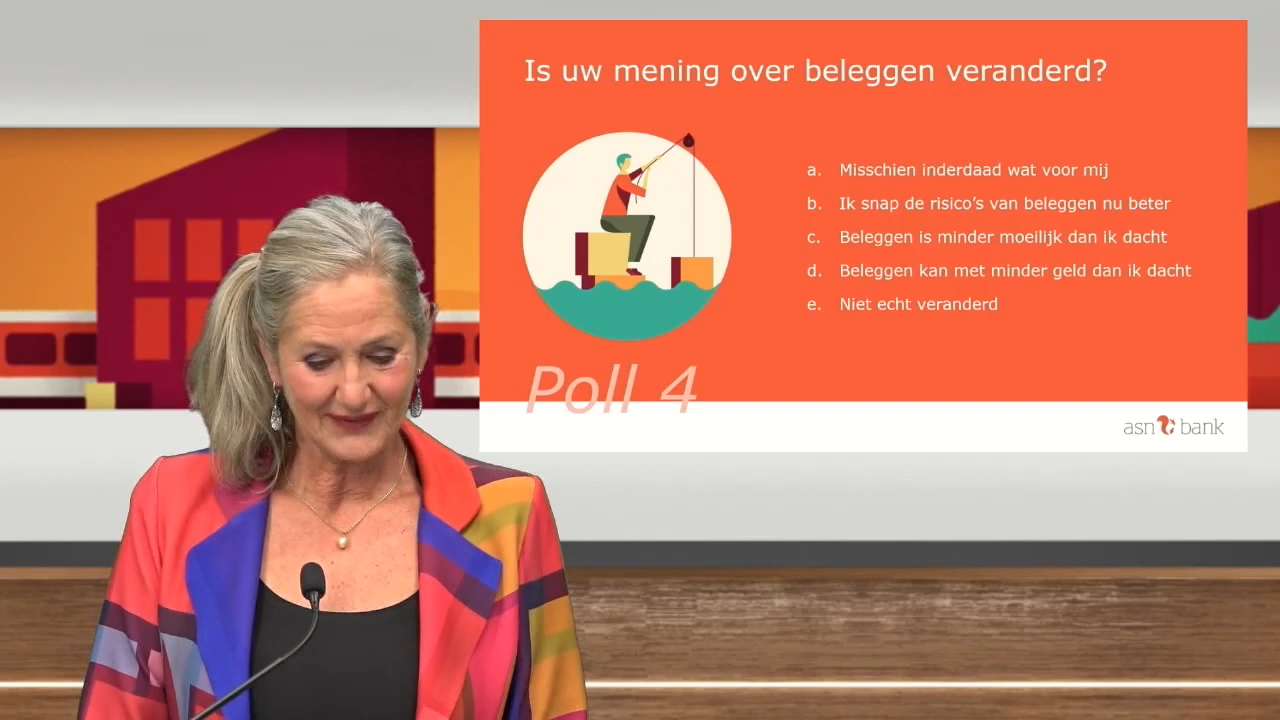 Is uw mening over beleggen veranderd?
a. Misschien inderdaad wat voor mij
b. Ik snap de risico’s van beleggen nu beter
c. Beleggen is minder moeilijk dan ik dacht
d. Beleggen kan met minder geld dan ik dacht
e. Niet echt veranderd
Poll 4
asn bank